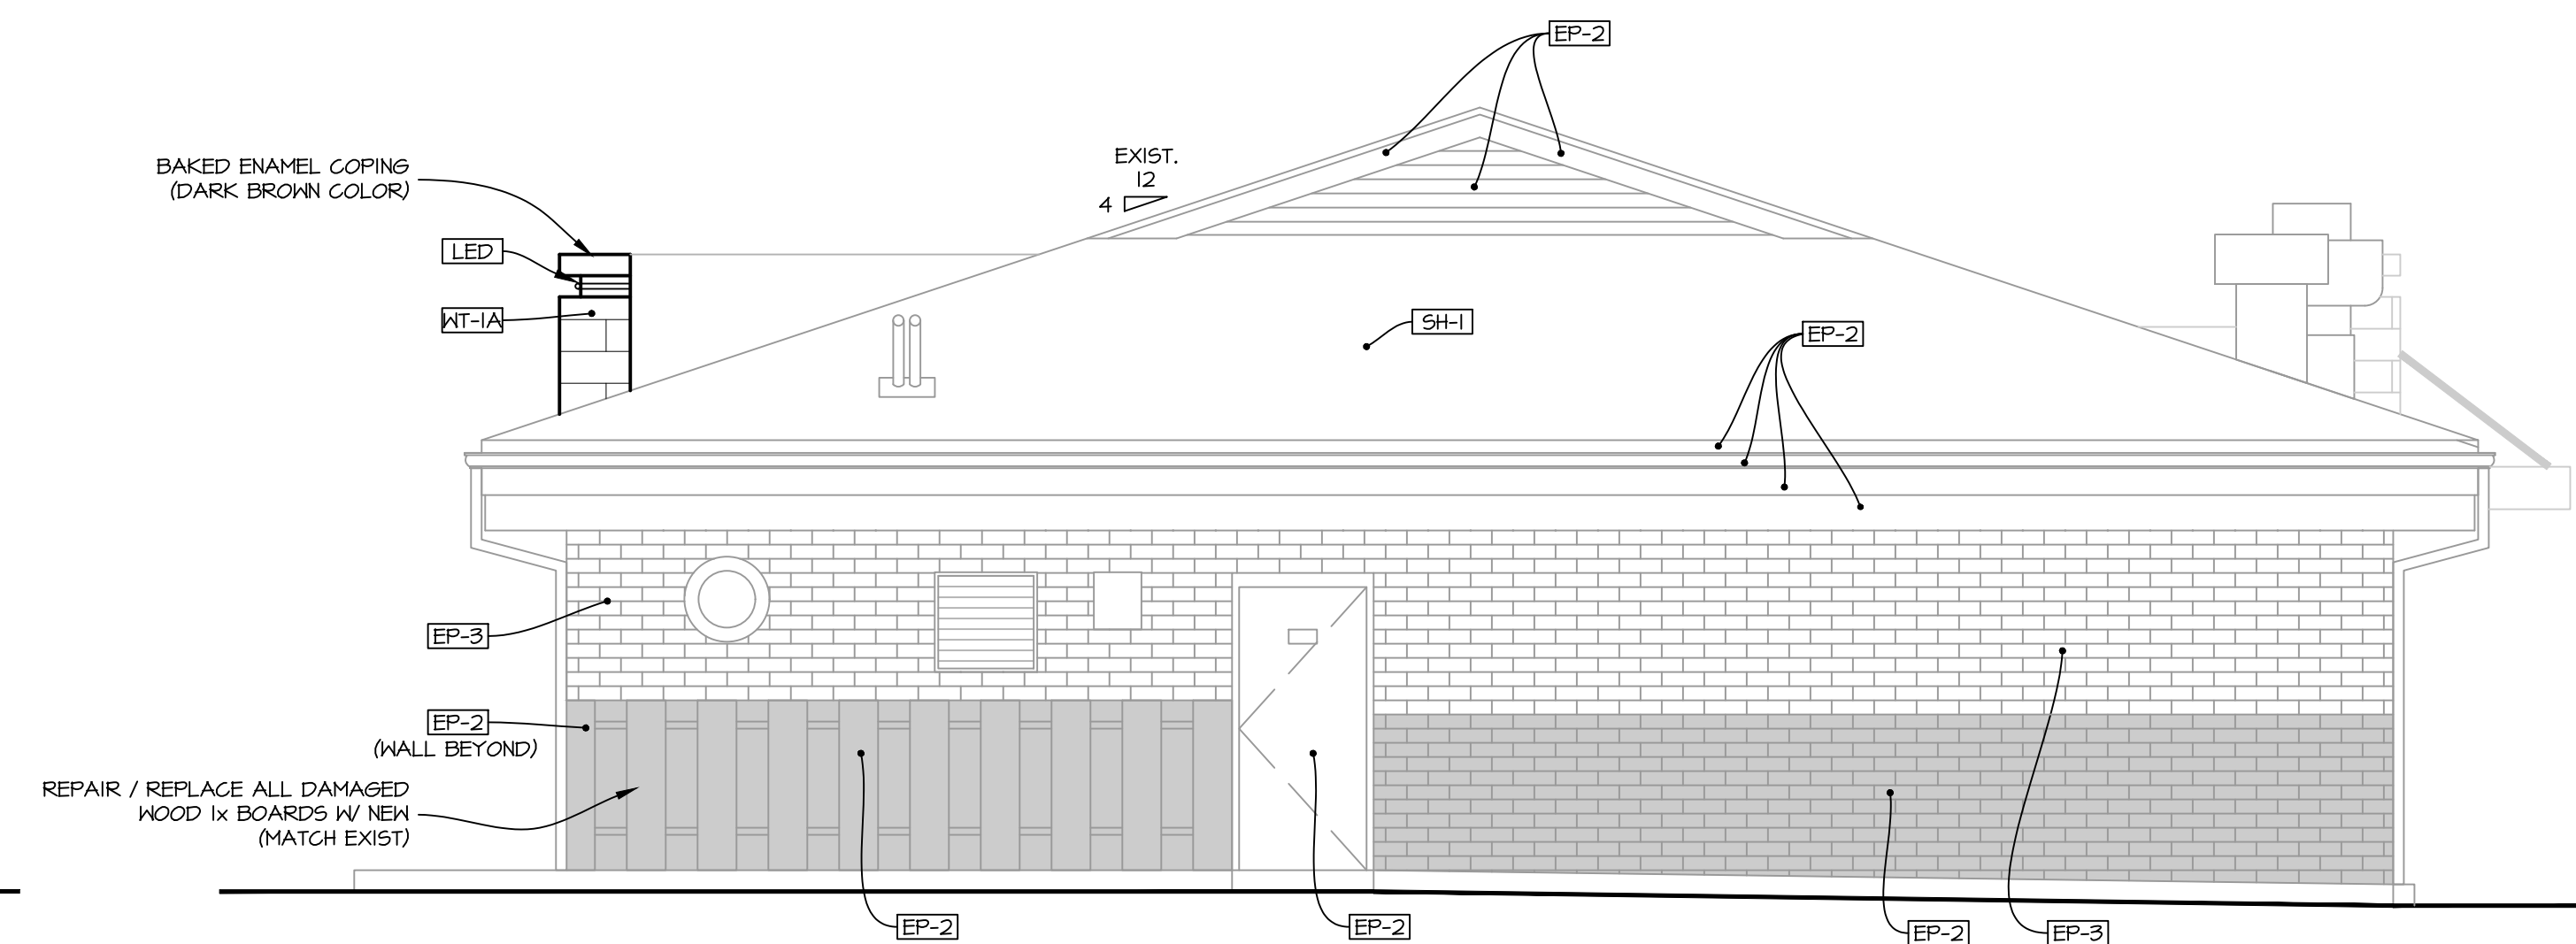 EP-2
EXIST.
12
4
BAKED ENAMEL COPING
(DARK BROWN COLOR)
LED
WT-1A
SH-1
EP-2
EP-3
EP-2
(WALL BEYOND)
REPAIR / REPLACE ALL DAMAGED
WOOD 1x BOARDS W/ NEW
(MATCH EXIST)
EP-2
EP-2
EP-2
EP-3